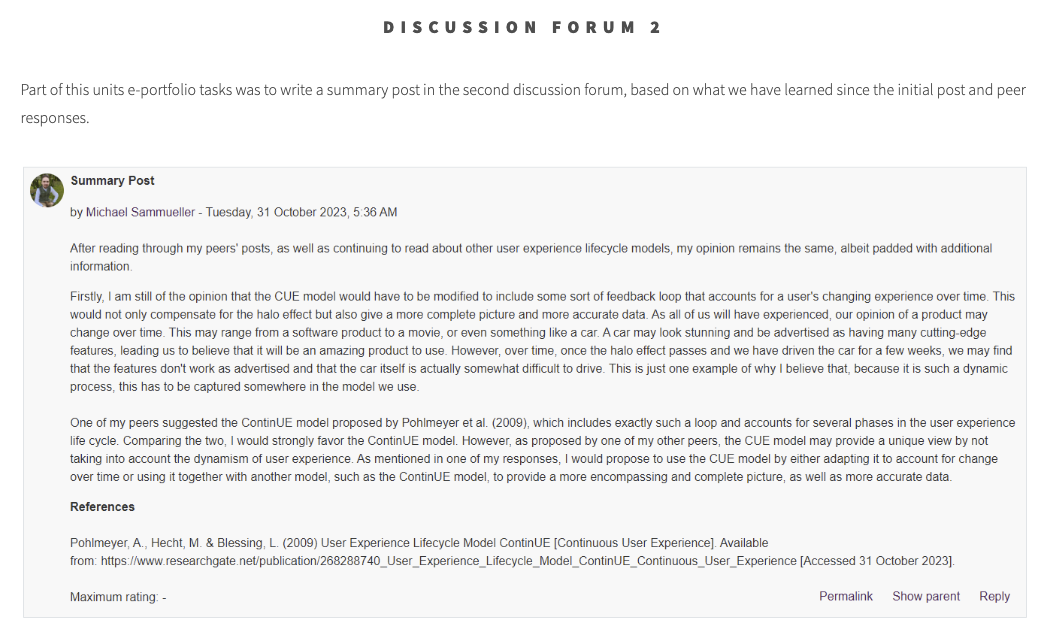 DISCUSSION FORUM 2
Part of this units e-portfolio tasks was to write a summary post in the second discussion forum, based on what we have learned since the initial post and peer
responses.
Summary Post
by Michael Sammueller - Tuesday, 31 October 2023, 5:36 AM
After reading through my peers' posts, as well as continuing to read about other user experience lifecycle models, my opinion remains the same, albeit padded with additional
information.
Firstly, I am still of the opinion that the CUE model would have to be modified to include some sort of feedback loop that accounts for a user's changing experience over time. This
would not only compensate for the halo effect but also give a more complete picture and more accurate data. As all of us will have experienced, our opinion of a product may
change over time. This may range from a software product to a movie, or even something like a car. A car may look stunning and be advertised as having many cutting-edge
features, leading us to believe that it will be an amazing product to use. However, over time, once the halo effect passes and we have driven the car for a few weeks, we may find
that the features don't work as advertised and that the car itself is actually somewhat difficult to drive. This is just one example of why I believe that, because it is such a dynamic
process, this has to be captured somewhere in the model we use.
One of my peers suggested the ContinUE model proposed by Pohlmeyer et al. (2009), which includes exactly such a loop and accounts for several phases in the user experience
life cycle. Comparing the two, I would strongly favor the ContinUE model. However, as proposed by one of my other peers, the CUE model may provide a unique view by not
taking into account the dynamism of user experience. As mentioned in one of my responses, I would propose to use the CUE model by either adapting it to account for change
over time or using it together with another model, such as the ContinUE model, to provide a more encompassing and complete picture, as well as more accurate data.
References
Pohlmeyer, A., Hecht, M. & Blessing, L. (2009) User Experience Lifecycle Model ContinUE [Continuous User Experience]. Available
from: https://www.researchgate.net/publication/268288740_User_Experience_Lifecycle_Model_ContinUE_Continuous_User_Experience [Accessed 31 October 2023].
Maximum rating: -
Permalink Show parent Reply